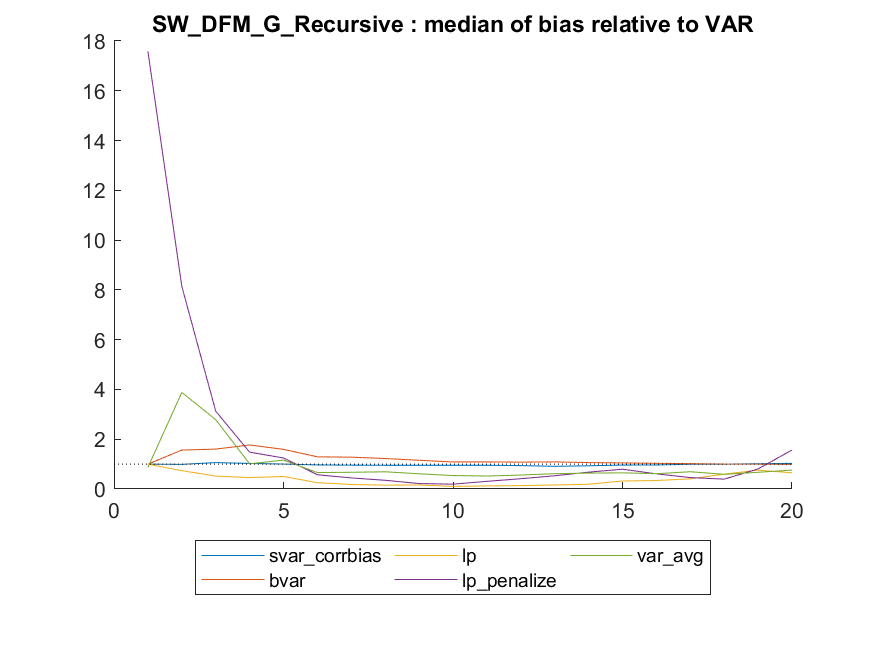 SW_DFM_G_Recursive : median of bias relative to VAR
18
16
14
12
10
8
6
4
2
0
0 5 10 15 20
svar_corrbias lp var_avg
bvar lp_penalize